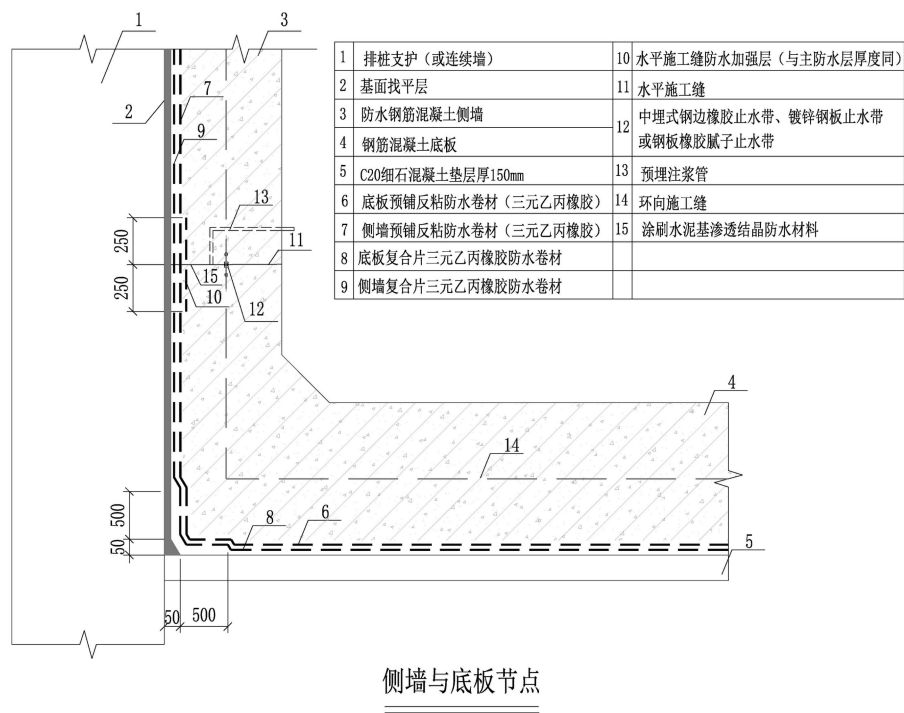 1
3
2
7
9
250
250
13
11
15
10
12
4
14
500
50
8
6
5
50
500
1 排桩支护（或连续墙）
2 基面找平层
3 防水钢筋混凝土侧墙
4 钢筋混凝土底板
5 C20细石混凝土垫层厚150mm
6 底板预铺反粘防水卷材（三元乙丙橡胶）
7 侧墙预铺反粘防水卷材（三元乙丙橡胶）
8 底板复合片三元乙丙橡胶防水卷材
9 侧墙复合片三元乙丙橡胶防水卷材
10 水平施工缝防水加强层（与主防水层厚度同）
11 水平施工缝
12 中埋式钢边橡胶止水带、镀锌钢板止水带
或钢板橡胶腻子止水带
13 预埋注浆管
14 环向施工缝
15 涂刷水泥基渗透结晶防水材料
侧墙与底板节点